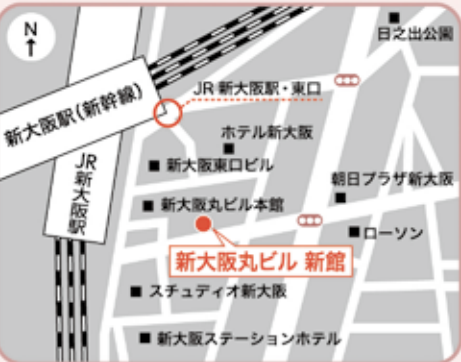 N
日之出公園
JR 新大阪駅・東口
新大阪駅(新幹線)
ホテル新大阪
JR新大阪駅
新大阪東口ビル
朝日プラザ新大阪
新大阪丸ビル本館
ローソン
新大阪丸ビル 新館
スチュディオ新大阪
新大阪ステーションホテル